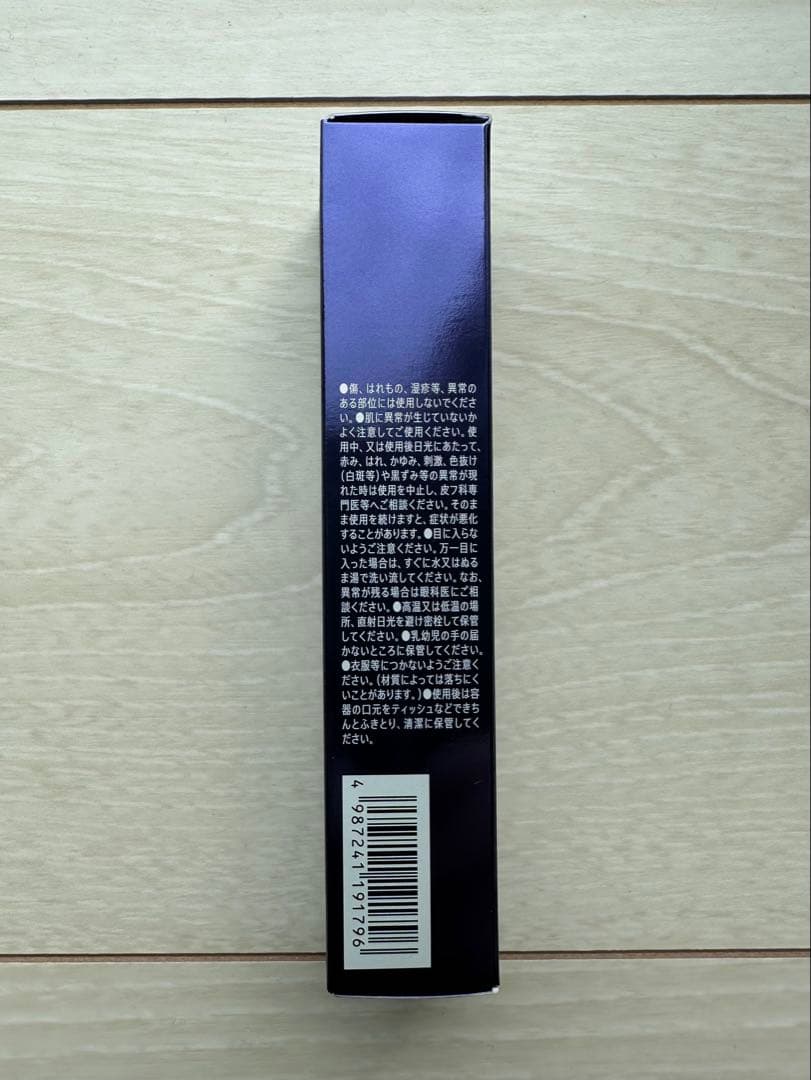 ●傷、はれもの、湿疹等、異常の
ある部位には使用しないでくださ
い。●肌に異常が生じていないか
よく注意してご使用ください。使
用中、又は使用後日光にあたって、
赤み、はれ、かゆみ、刺激、色抜け
(白斑等)や黒ずみ等の異常が現
れた時は使用を中止し、皮フ科専
門医等へご相談ください。そのま
ま使用を続けますと、症状が悪化
することがあります。●目に入らな
いようご注意ください。万一目に
入った場合は、すぐに水又はぬる
ま湯で洗い流してください。なお、
異常が残る場合は眼科医にご相
談ください。●高温又は低温の場
所、直射日光を避け密栓して保管
してください。●乳幼児の手の届
かないところに保管してください。
●衣服等につかないようご注意く
ださい。(材質によっては落ちにく
いことがあります。)●使用後は容
器の口元をティッシュなどできち
んとふきとり、清潔に保管してく
ださい。
4 987241 191796